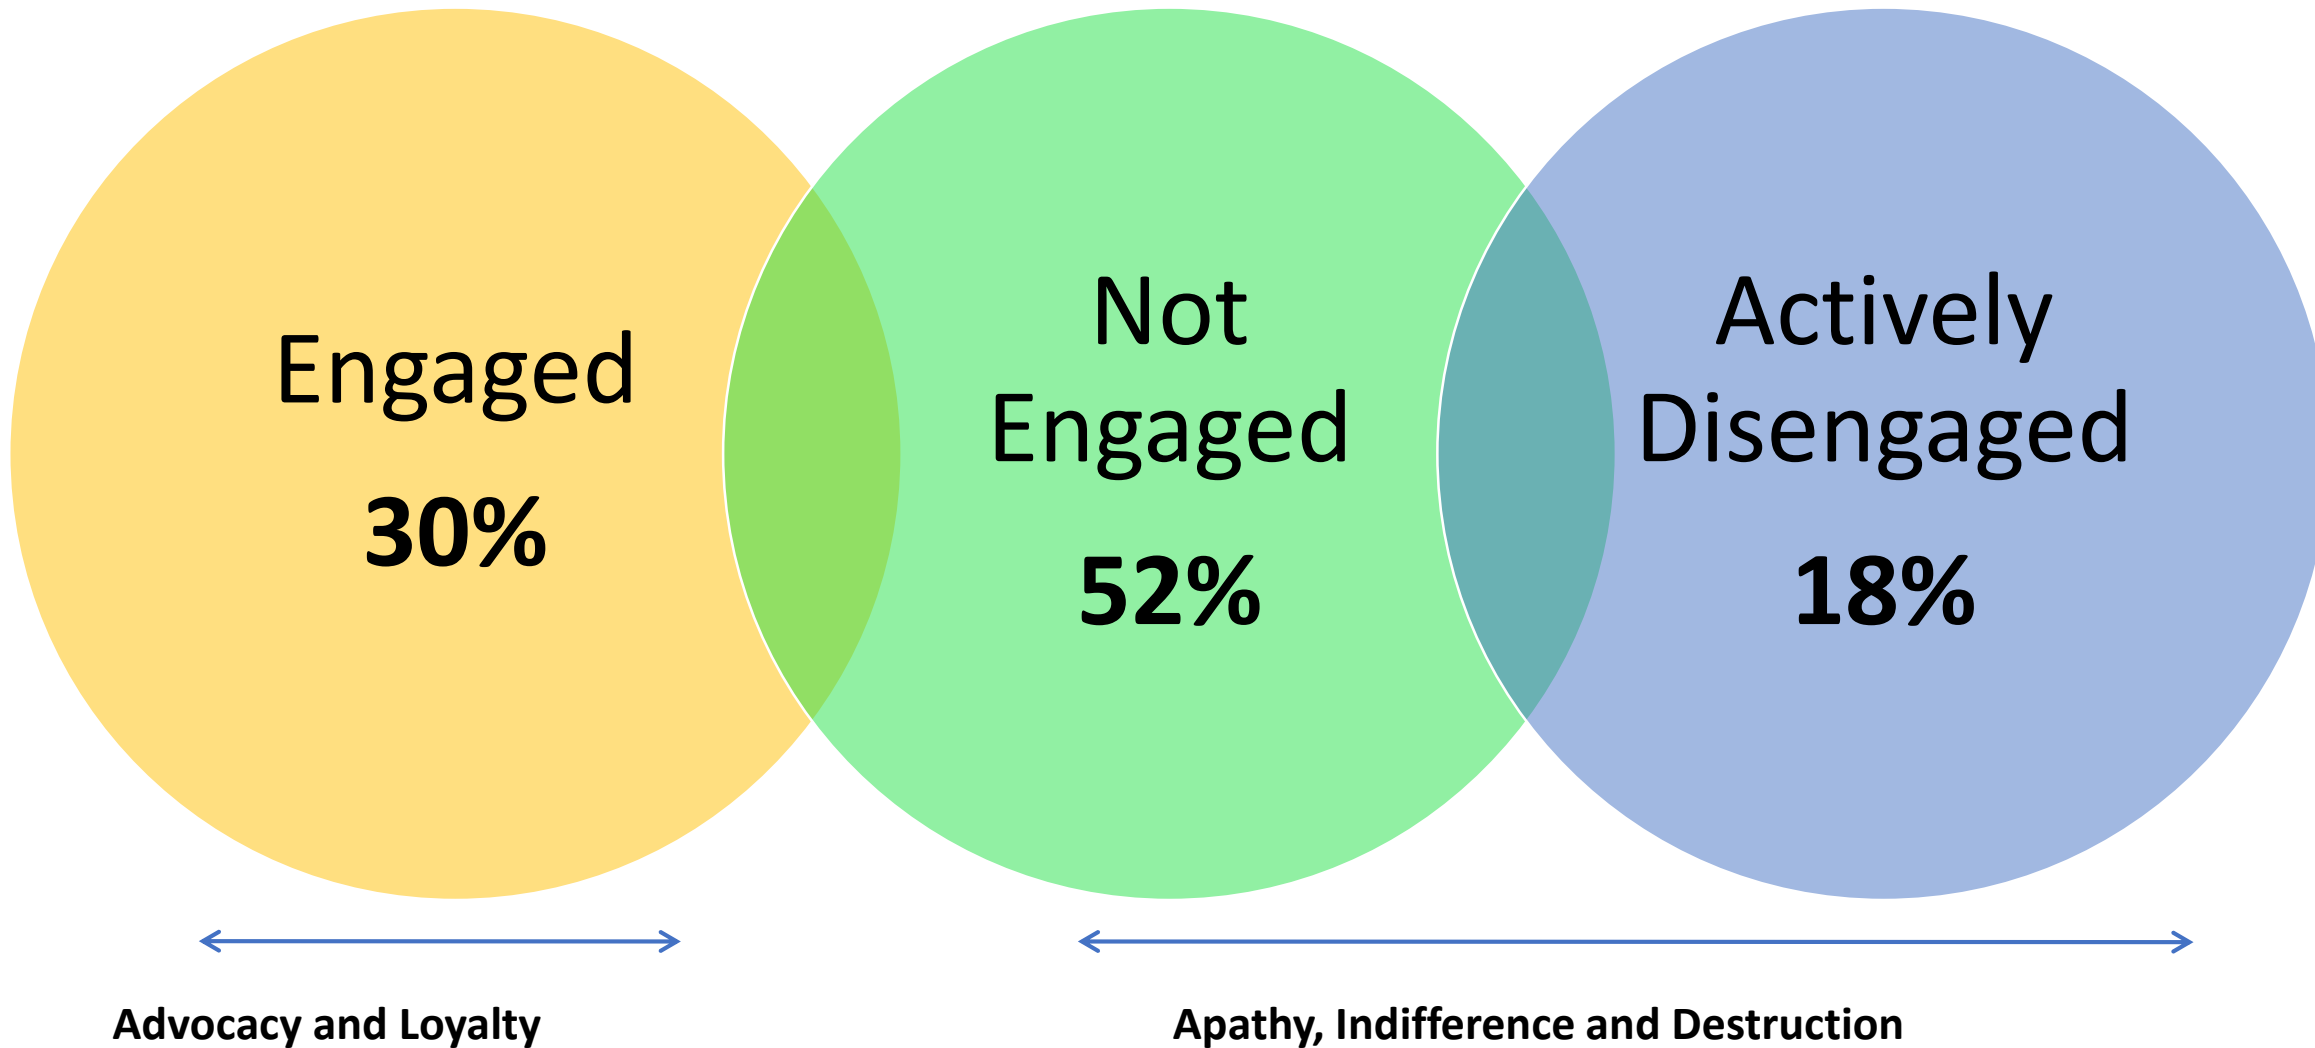 Engaged
30%
Not
Engaged
52%
Actively
Disengaged
18%
Advocacy and Loyalty
Apathy, Indifference and Destruction